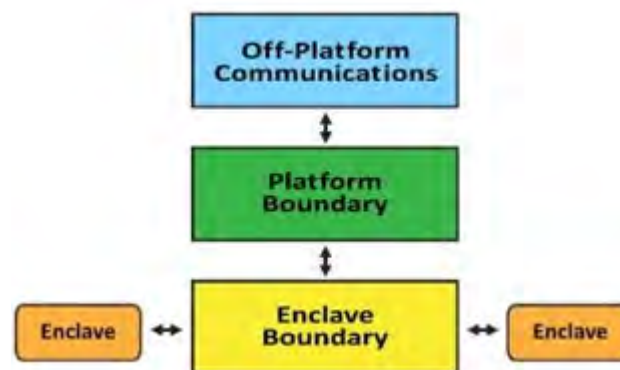 Off-Platform
Communications
Platform
Boundary
Enclave
Enclave
Boundary
Enclave